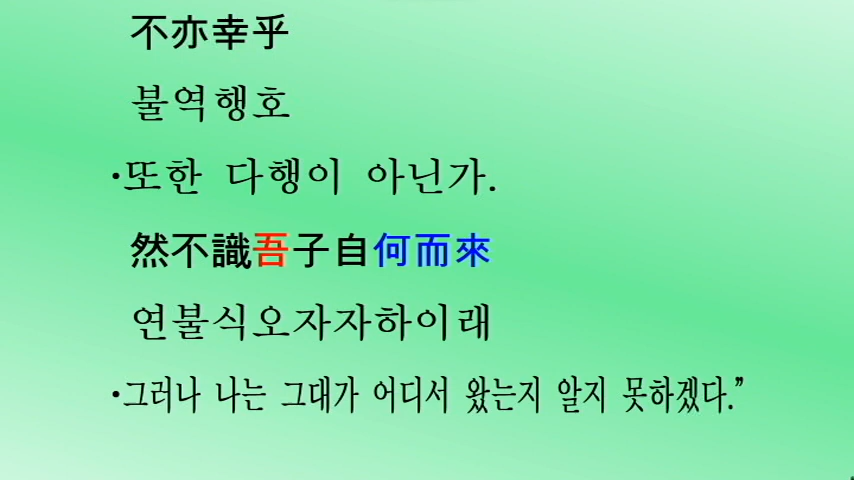 不亦幸乎
불역행호
·또한 다행이 아닌가.
然不識吾子自何而來
연불식오자자하이래
·그러나 나는 그대가 어디서 왔는지 알지 못하겠다.”